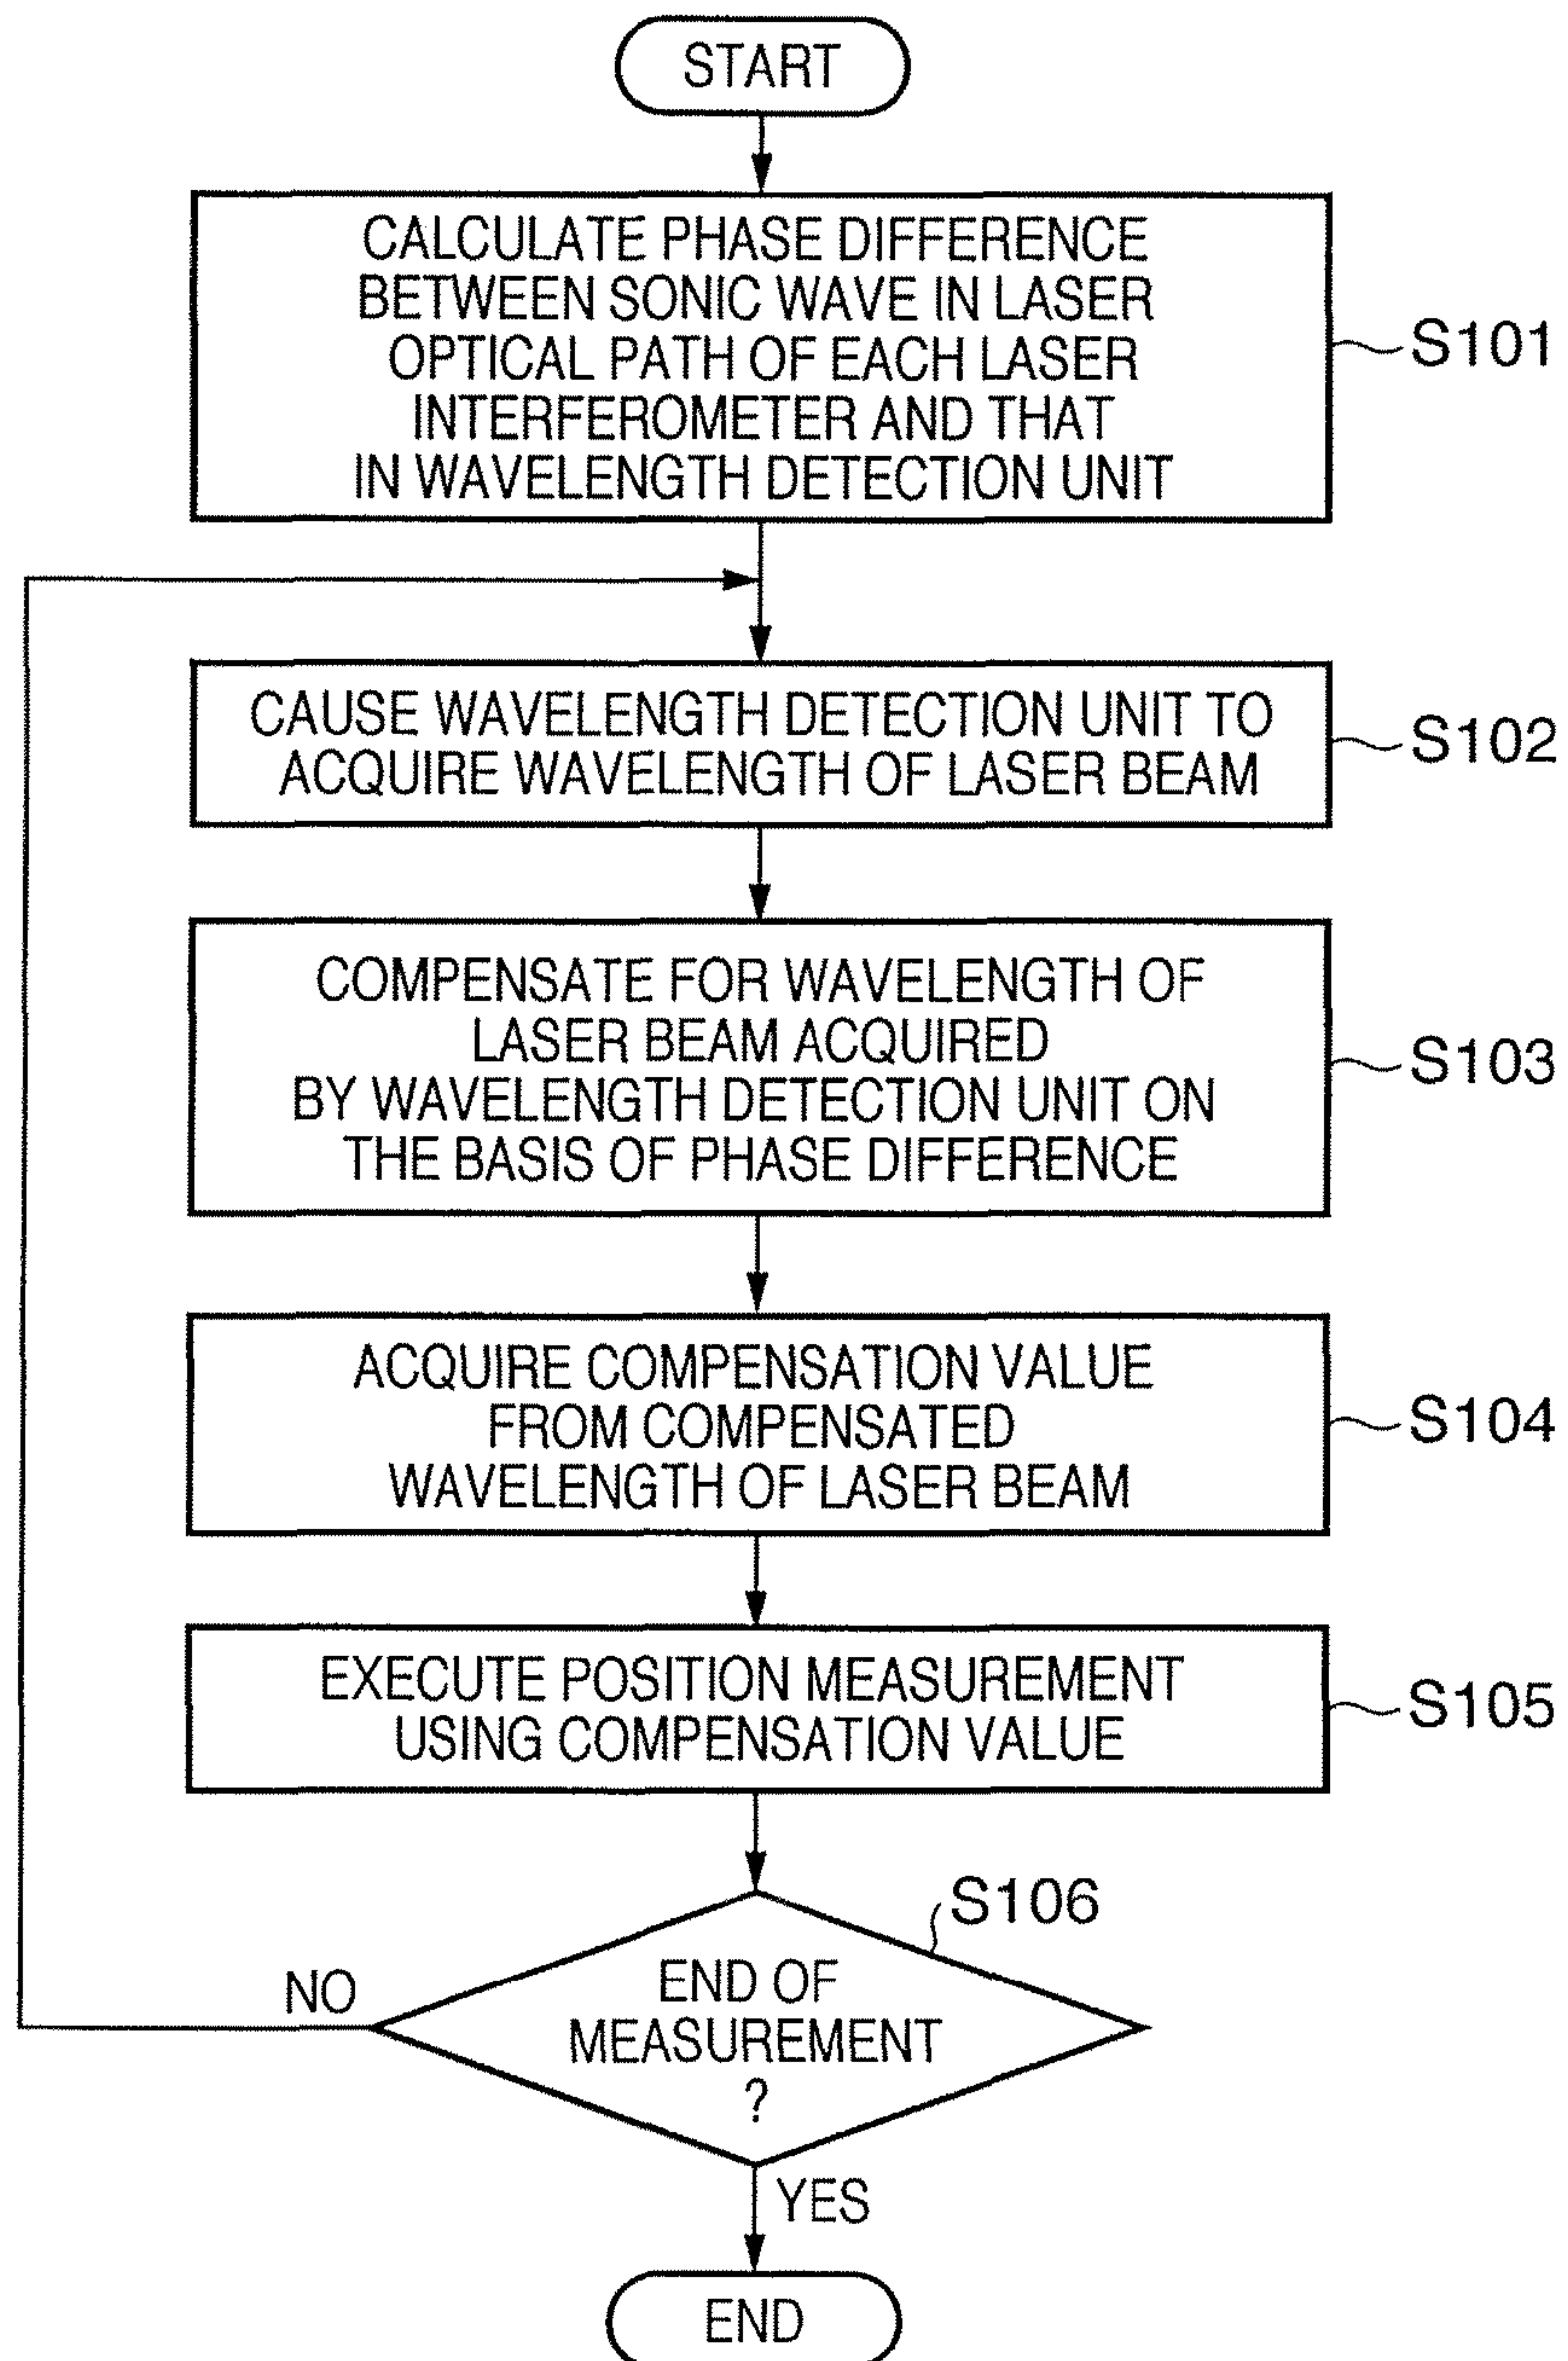 START
CALCULATE PHASE DIFFERENCE
BETWEEN SONIC WAVE IN LASER
OPTICAL PATH OF EACH LASER
INTERFEROMETER AND THAT
IN WAVELENGTH DETECTION UNIT
S101
CAUSE WAVELENGTH DETECTION UNIT TO
ACQUIRE WAVELENGTH OF LASER BEAM
S102
COMPENSATE FOR WAVELENGTH OF
LASER BEAM ACQUIRED
BY WAVELENGTH DETECTION UNIT ON
THE BASIS OF PHASE DIFFERENCE
S103
ACQUIRE COMPENSATION VALUE
FROM COMPENSATED
WAVELENGTH OF LASER BEAM
S104
EXECUTE POSITION MEASUREMENT
USING COMPENSATION VALUE
S105
S106
END OF
MEASUREMENT
?
NO
YES
END